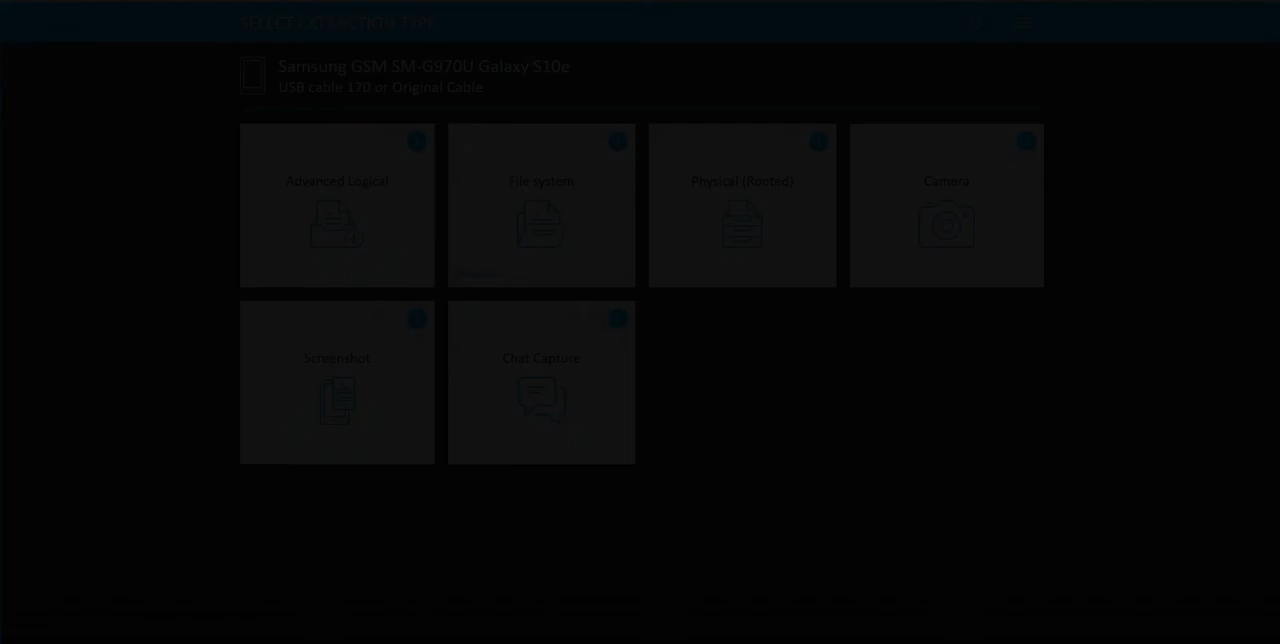 SELECT EXTRACTION TYPE
Samsung GSM SM-G970U Galaxy S10e
USB cable 170 or Original Cable
Advanced Logical
File system
Physical (Rooted)
Camera
Screenshot
Chat Capture